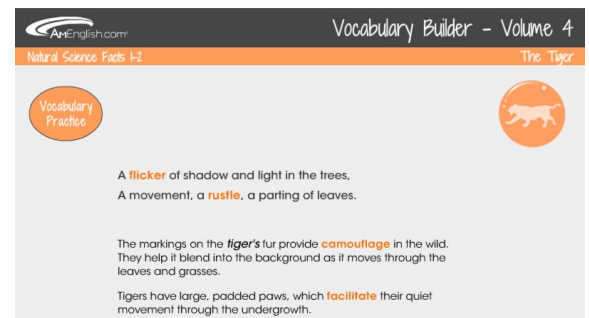 AmEnglish.com
Vocabulary Builder - Volume 4
Natural Science Facts 1-2
The Tiger
Vocabulary
Practice
A flicker of shadow and light in the trees,
A movement, a rustle, a parting of leaves.
The markings on the tiger's fur provide camouflage in the wild.
They help it blend into the background as it moves through the
leaves and grasses.
Tigers have large, padded paws, which facilitate their quiet
movement through the undergrowth.